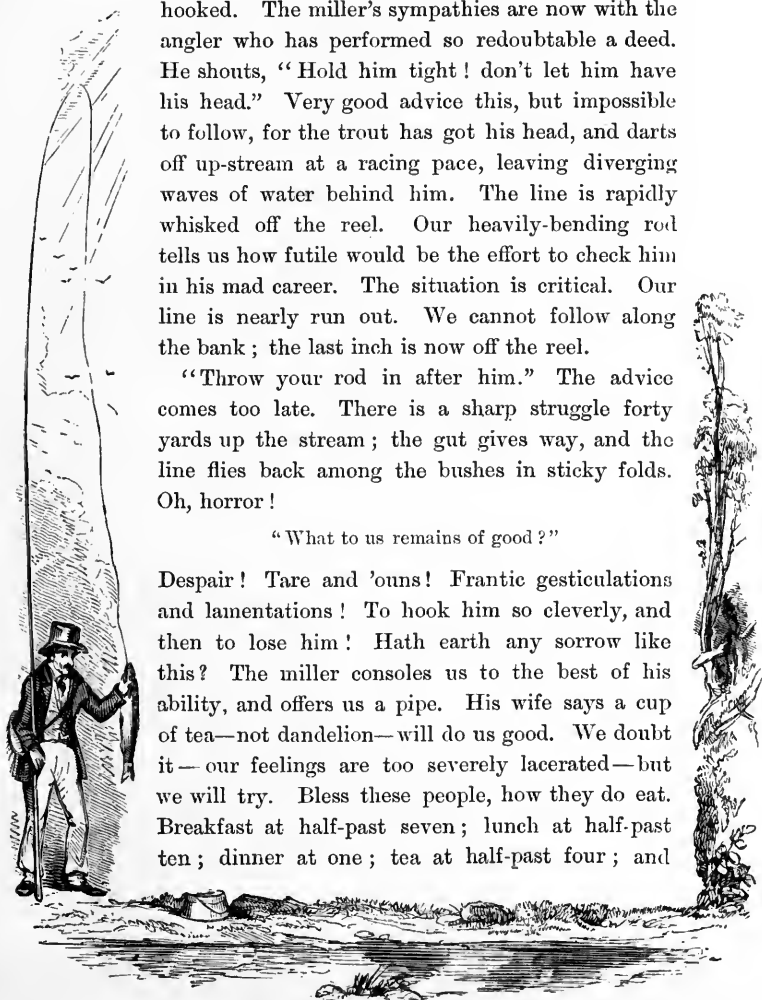 hooked. The miller's sympathies are now with the
angler who has performed so redoubtable a deed.
He shouts, “Hold him tight! don't let him have
his head.” Very good advice this, but impossible
to follow, for the trout has got his head, and darts
off up-stream at a racing pace, leaving diverging
waves of water behind him. The line is rapidly
whisked off the reel. Our heavily-bending rod
tells us how futile would be the effort to check him
in his mad career. The situation is critical. Our
line is nearly run out. We cannot follow along
the bank; the last inch is now off the reel.
“Throw your rod in after him.” The advice
comes too late. There is a sharp struggle forty
yards up the stream; the gut gives way, and the
line flies back among the bushes in sticky folds.
Oh, horror!
“What to us remains of good?”
Despair! Tare and 'ouns! Frantic gesticulations
and lamentations! To hook him so cleverly, and
then to lose him! Hath earth any sorrow like
this? The miller consoles us to the best of his
ability, and offers us a pipe. His wife says a cup
of tea—not dandelion—will do us good. We doubt
it—our feelings are too severely lacerated—but
we will try. Bless these people, how they do eat.
Breakfast at half-past seven; lunch at half-past
ten; dinner at one; tea at half-past four; and